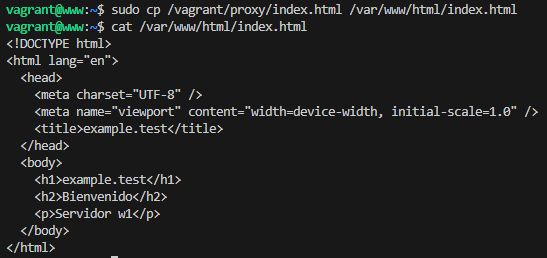 vagrant@www:~$ sudo cp /vagrant/proxy/index.html /var/www/html/index.html
vagrant@www:~$ cat /var/www/html/index.html
<!DOCTYPE html>
<html lang="en">
  <head>
    <meta charset="UTF-8" />
    <meta name="viewport" content="width=device-width, initial-scale=1.0" />
    <title>example.test</title>
  </head>
  <body>
    <h1>example.test</h1>
    <h2>Bienvenido</h2>
    <p>Servidor w1</p>
  </body>
</html>